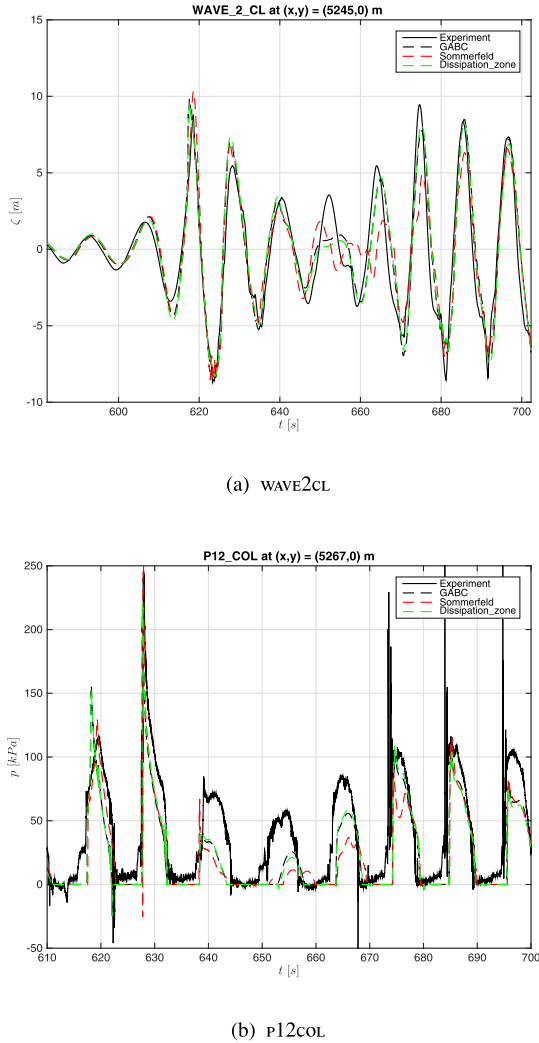 WAVE_2_CL at (x,y) = (5245,0) m
15
10
5
0
-5
-10
ζ [m]
600
620
640
660
680
700
t [s]
Experiment
GABC
Sommerfeld
Dissipation_zone
(a) WAVE2CL
P12_COL at (x,y) = (5267,0) m
250
200
150
100
50
0
-50
p [kPa]
610
620
630
640
650
660
670
680
690
700
t [s]
Experiment
GABC
Sommerfeld
Dissipation_zone
(b) P12COL